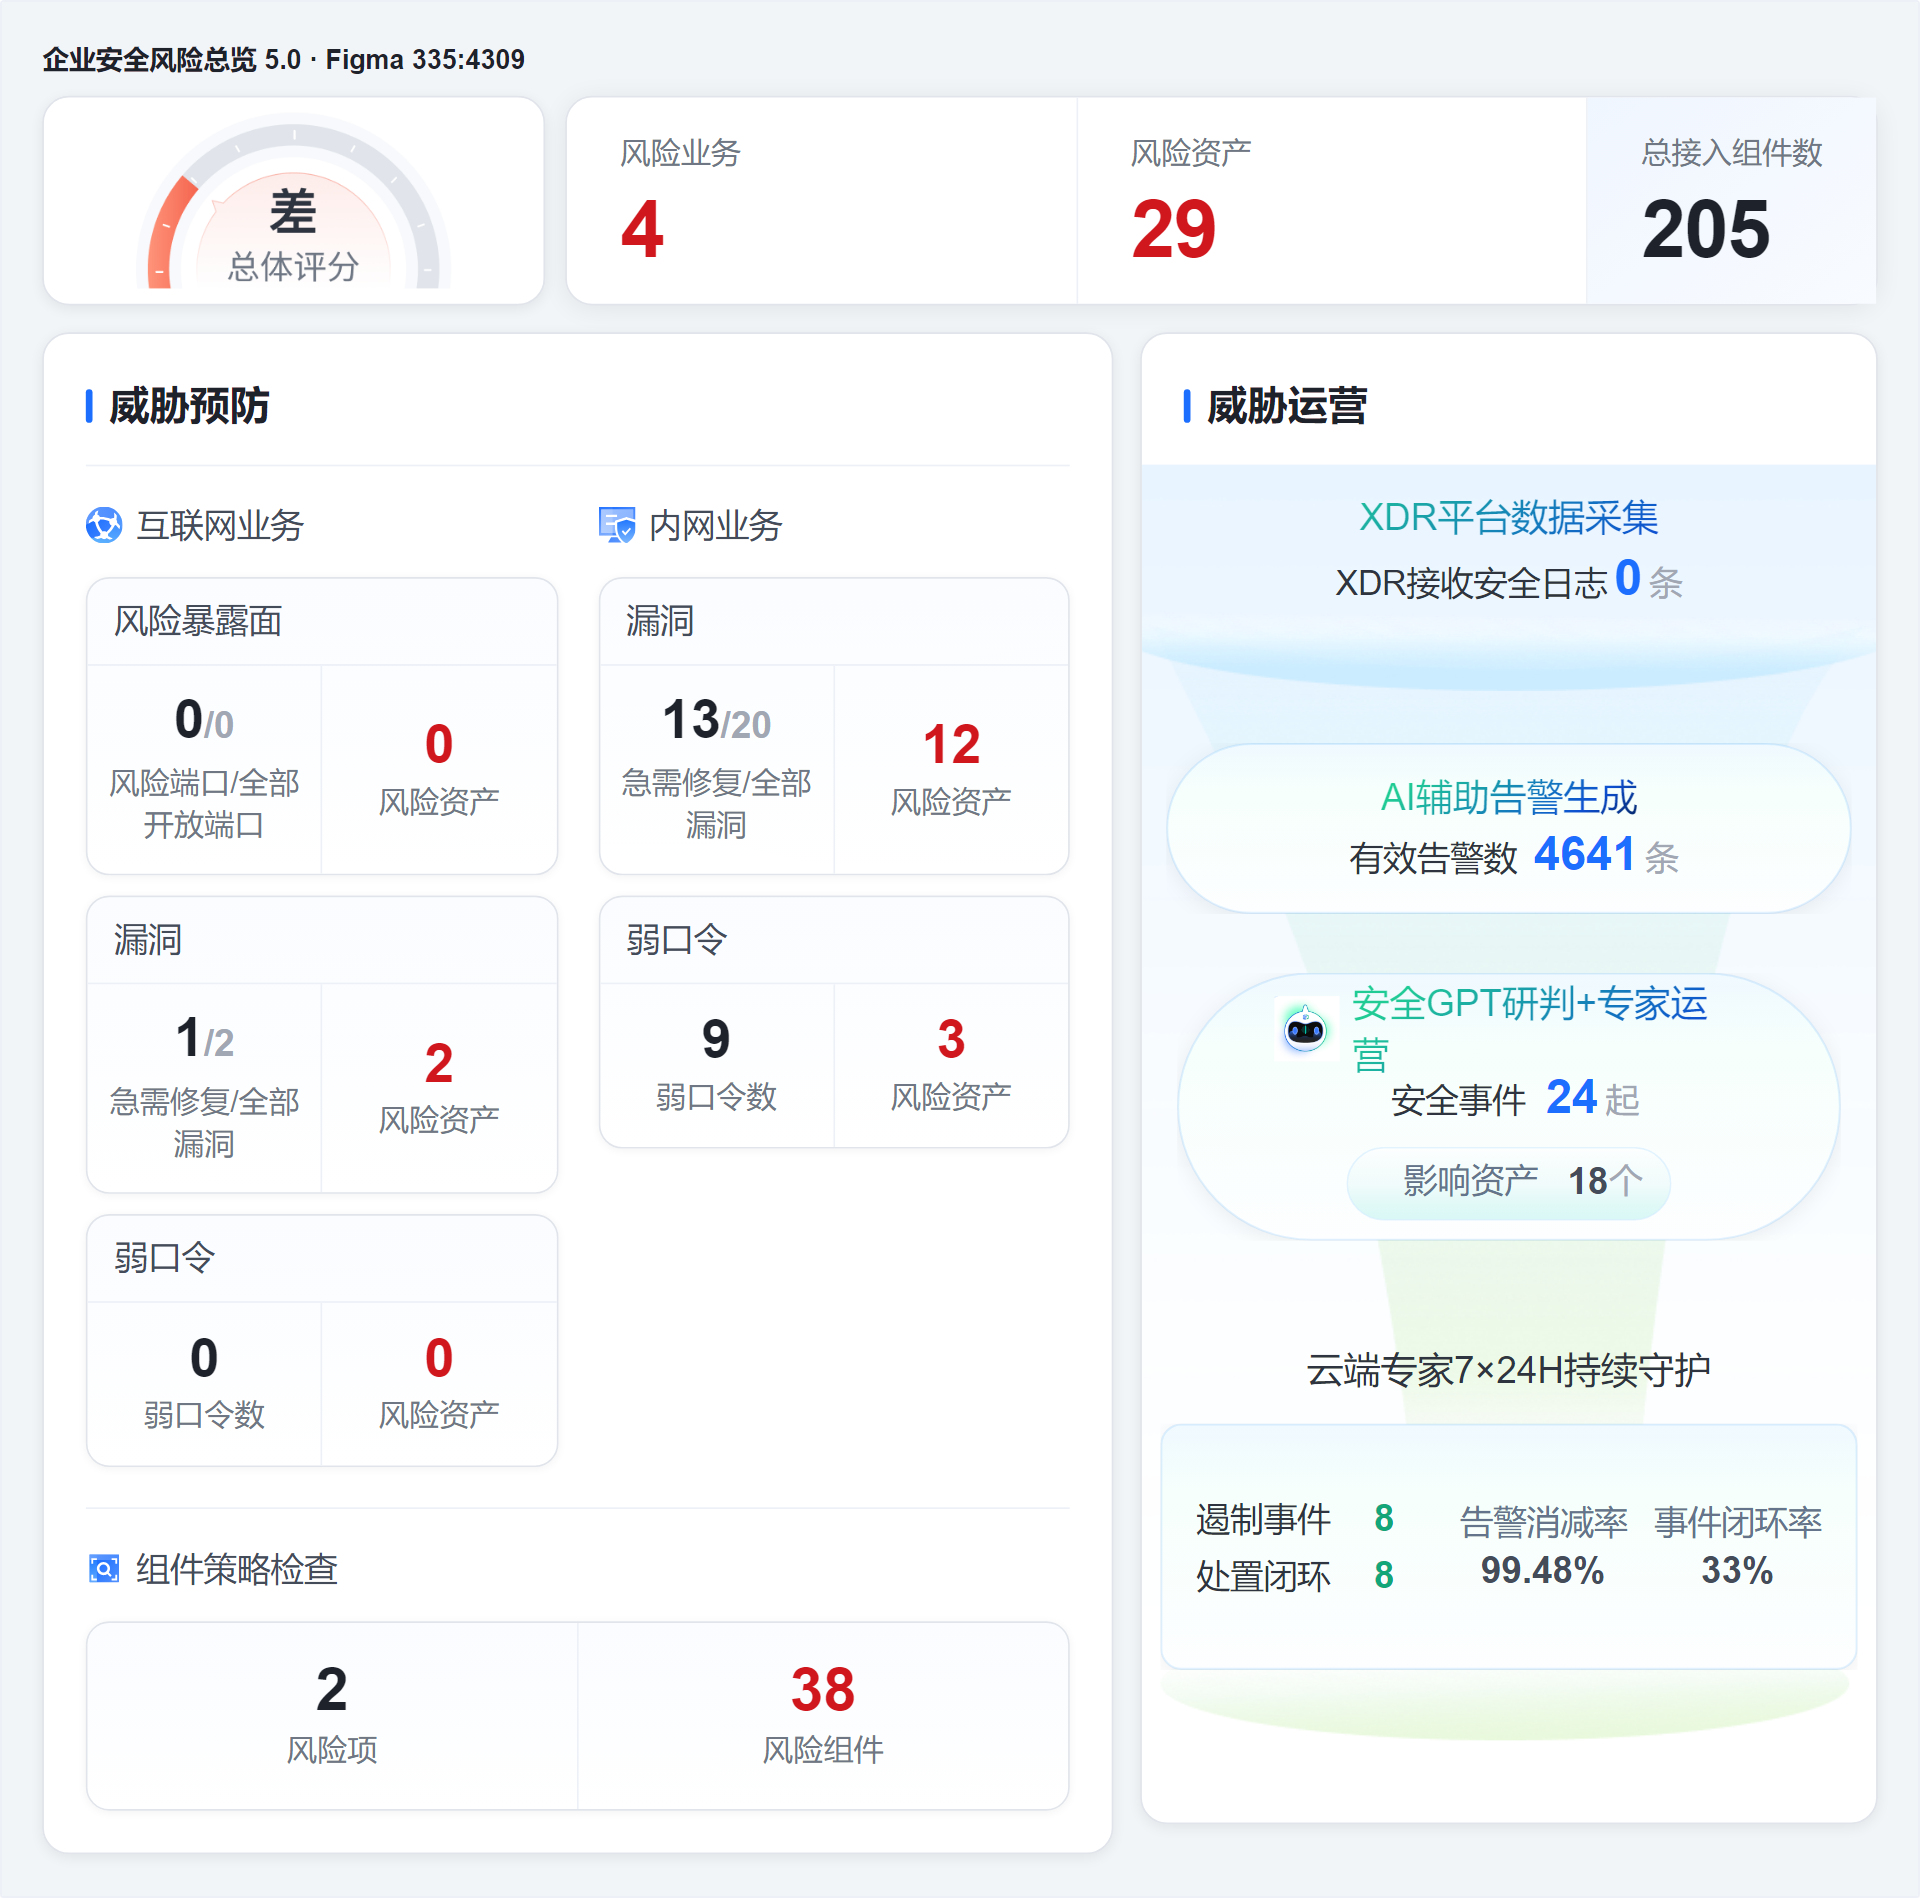 企业安全风险总览 5.0 · Figma 335:4309
差
总体评分
风险业务
4
风险资产
29
总接入组件数
205
威胁预防
互联网业务
风险暴露面
0/0
风险端口/全部
开放端口
0
风险资产
漏洞
1/2
急需修复/全部
漏洞
2
风险资产
弱口令
0
弱口令数
0
风险资产
内网业务
漏洞
13/20
急需修复/全部
漏洞
12
风险资产
弱口令
9
弱口令数
3
风险资产
组件策略检查
2
风险项
38
风险组件
威胁运营
XDR平台数据采集
XDR接收安全日志 0 条
AI辅助告警生成
有效告警数 4641 条
安全GPT研判+专家运
营
安全事件 24 起
影响资产 18个
云端专家7×24H持续守护
遏制事件 8
处置闭环 8
告警消减率
99.48%
事件闭环率
33%